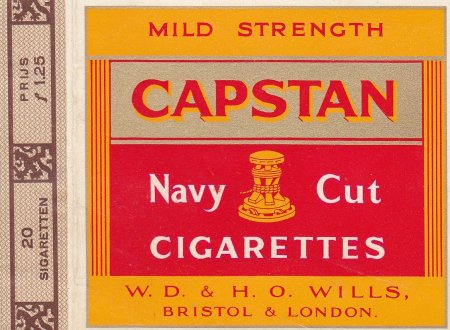 PRIJS
ƒ 1.25
20
SIGARETTEN
MILD STRENGTH
CAPSTAN
Navy Cut
CIGARETTES
W. D. & H. O. WILLS,
BRISTOL & LONDON.